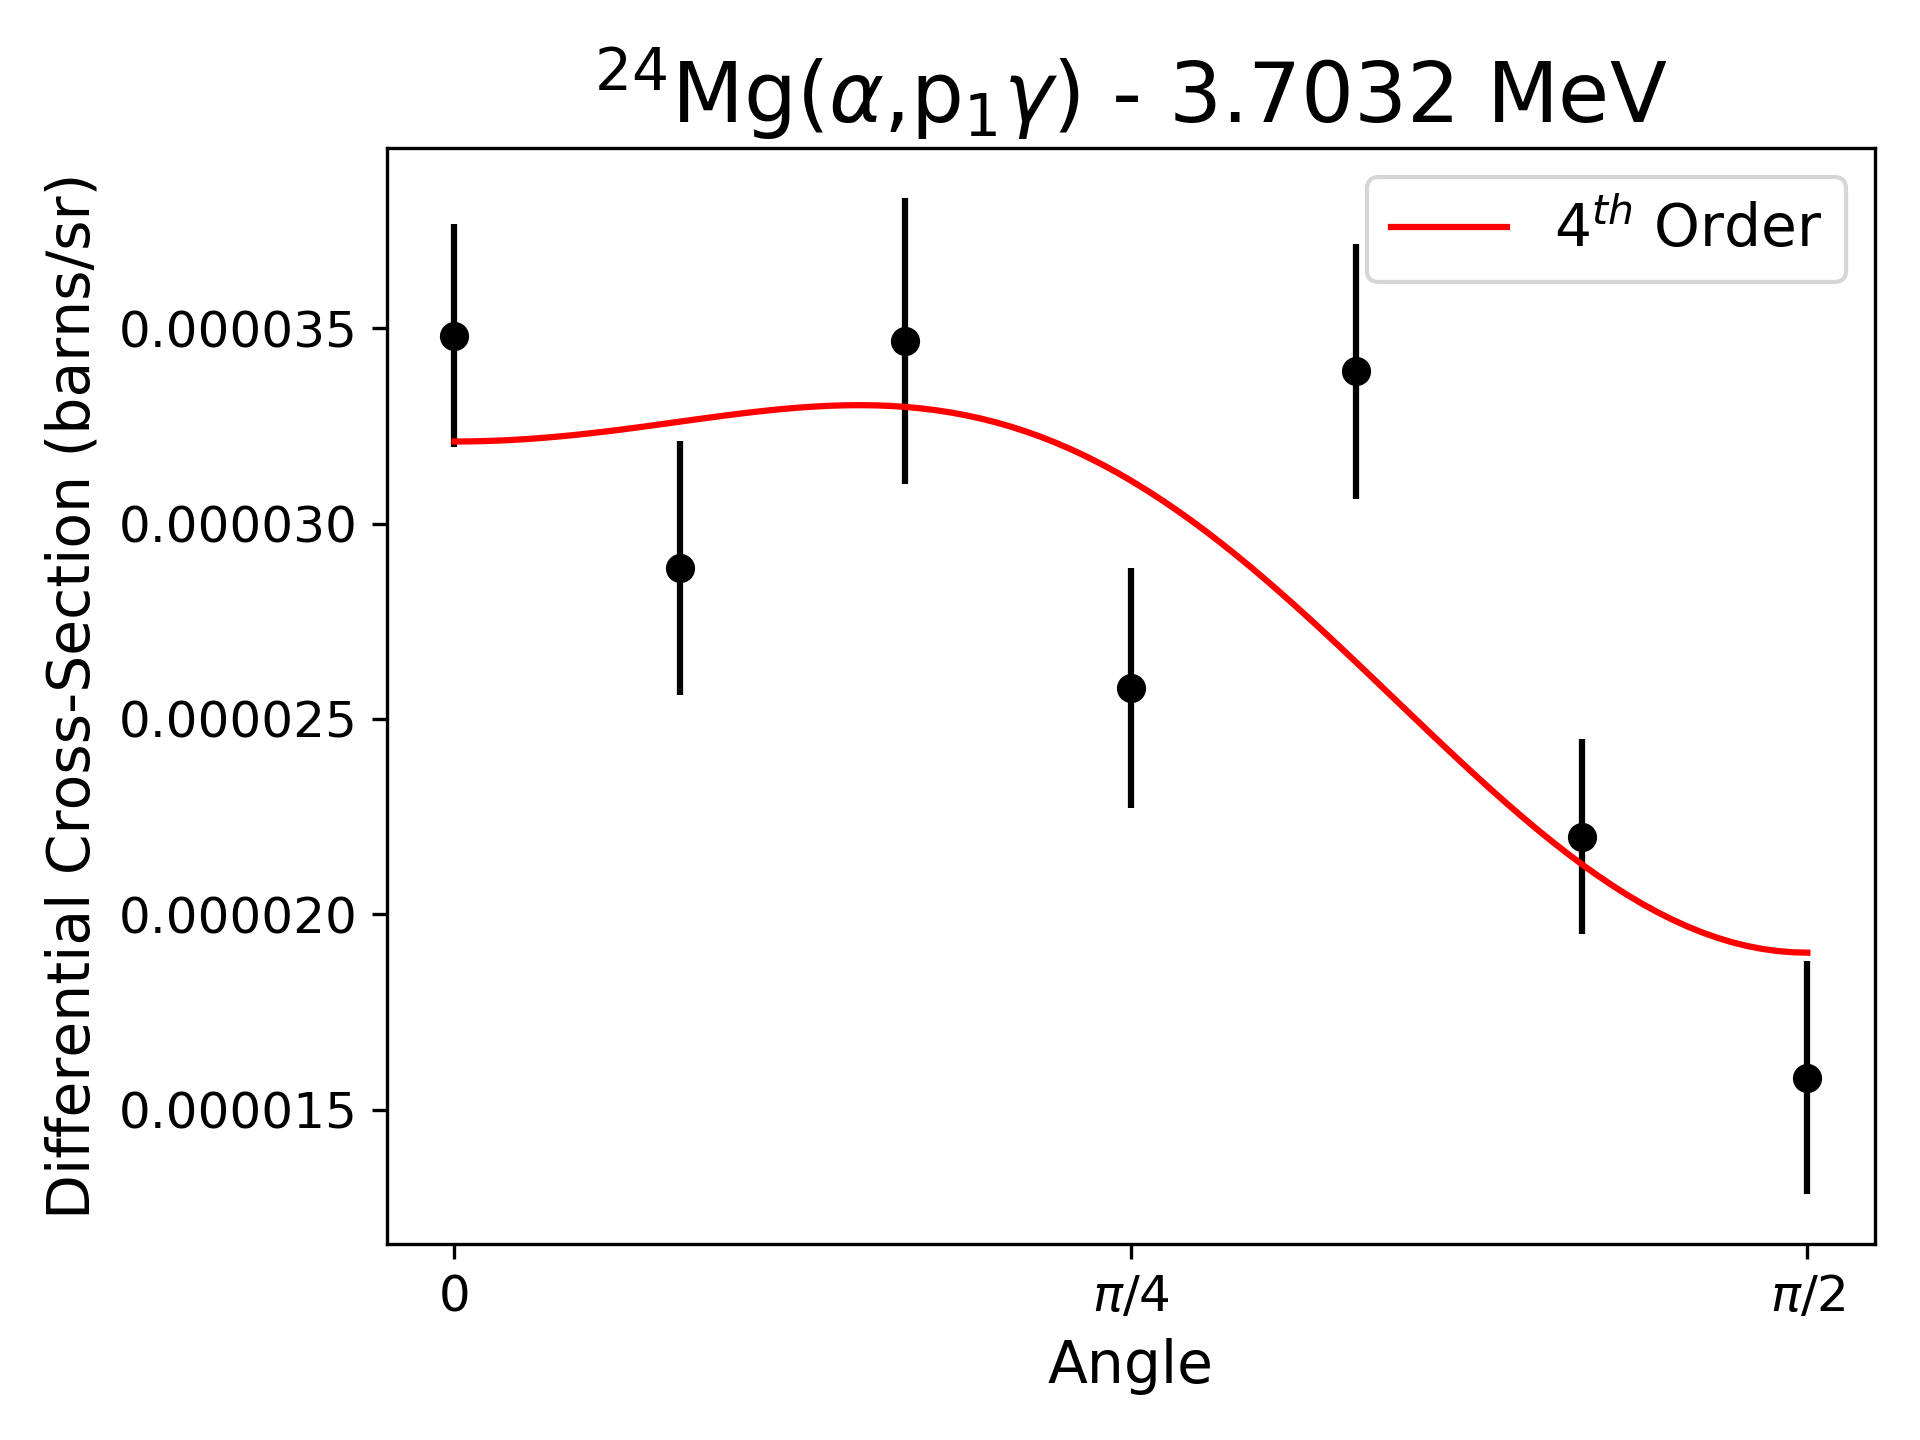 ²⁴Mg(α,p₁γ) - 3.7032 MeV
4ᵗʰ Order
Differential Cross-Section (barns/sr)
0.000035
0.000030
0.000025
0.000020
0.000015
0 π/4 π/2
Angle